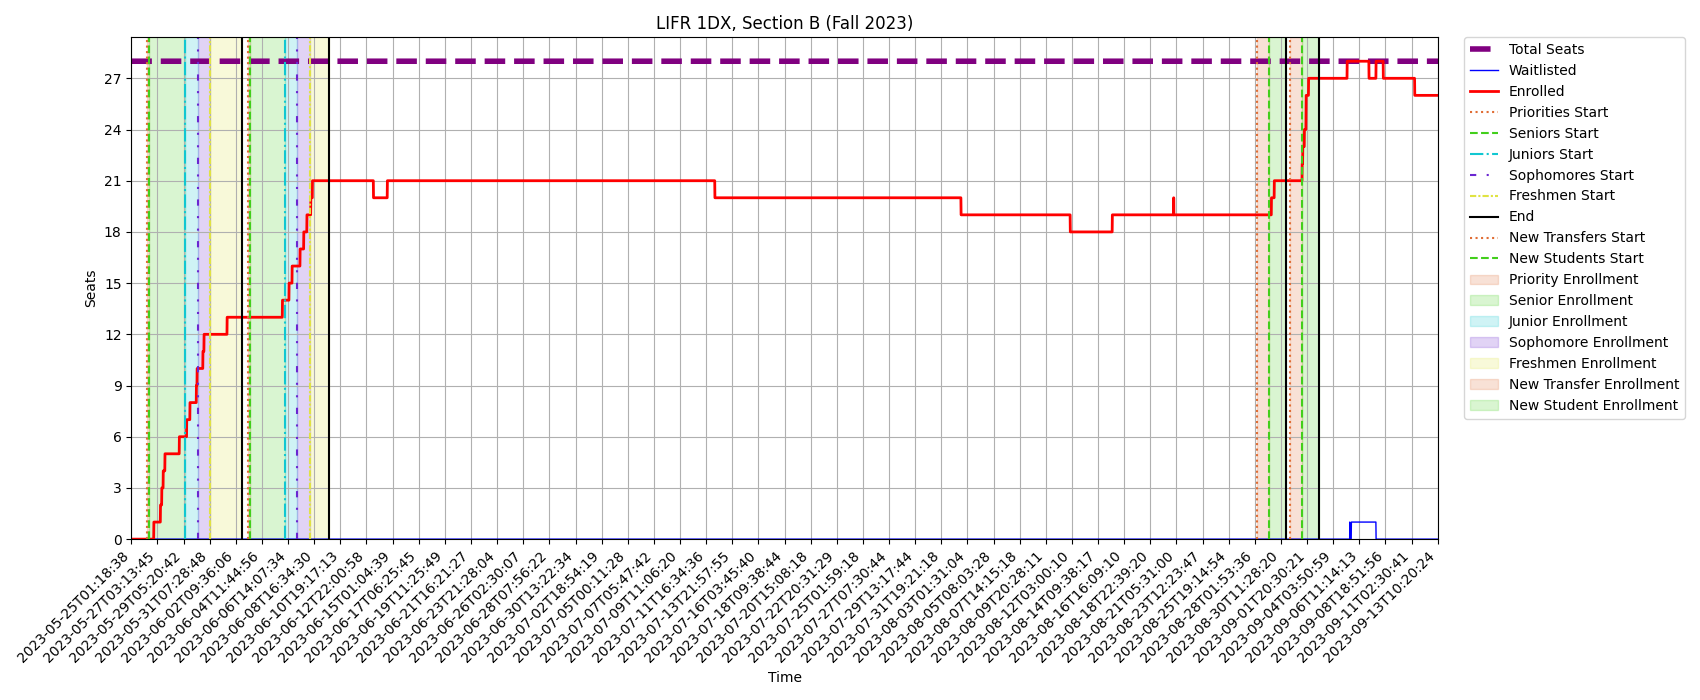 LIFR 1DX, Section B (Fall 2023)
Seats
27
24
21
18
15
12
9
6
3
0
2023-05-25T01:18:38
2023-05-27T03:13:45
2023-05-29T05:20:42
2023-05-31T07:28:48
2023-06-02T09:36:06
2023-06-04T11:44:56
2023-06-06T14:07:34
2023-06-08T16:34:30
2023-06-10T19:17:13
2023-06-12T22:00:58
2023-06-15T01:04:39
2023-06-17T06:25:45
2023-06-19T11:25:49
2023-06-21T16:21:27
2023-06-23T21:28:04
2023-06-26T02:30:07
2023-06-28T07:56:22
2023-06-30T13:22:34
2023-07-02T18:54:19
2023-07-05T00:11:28
2023-07-07T05:47:42
2023-07-09T11:06:20
2023-07-11T16:34:36
2023-07-13T21:57:55
2023-07-16T03:45:40
2023-07-18T09:38:44
2023-07-20T15:08:18
2023-07-22T20:31:29
2023-07-25T01:59:18
2023-07-27T07:30:44
2023-07-29T13:17:44
2023-07-31T19:21:18
2023-08-03T01:31:04
2023-08-05T08:03:28
2023-08-07T14:15:18
2023-08-09T20:28:11
2023-08-12T03:00:10
2023-08-14T09:38:17
2023-08-16T16:09:10
2023-08-18T22:39:20
2023-08-21T05:31:00
2023-08-23T12:23:47
2023-08-25T19:14:54
2023-08-28T01:53:36
2023-08-30T11:28:20
2023-09-01T20:30:21
2023-09-04T03:50:59
2023-09-06T11:14:13
2023-09-08T18:51:56
2023-09-11T02:30:41
2023-09-13T10:20:24
Time
Total Seats
Waitlisted
Enrolled
Priorities Start
Seniors Start
Juniors Start
Sophomores Start
Freshmen Start
End
New Transfers Start
New Students Start
Priority Enrollment
Senior Enrollment
Junior Enrollment
Sophomore Enrollment
Freshmen Enrollment
New Transfer Enrollment
New Student Enrollment